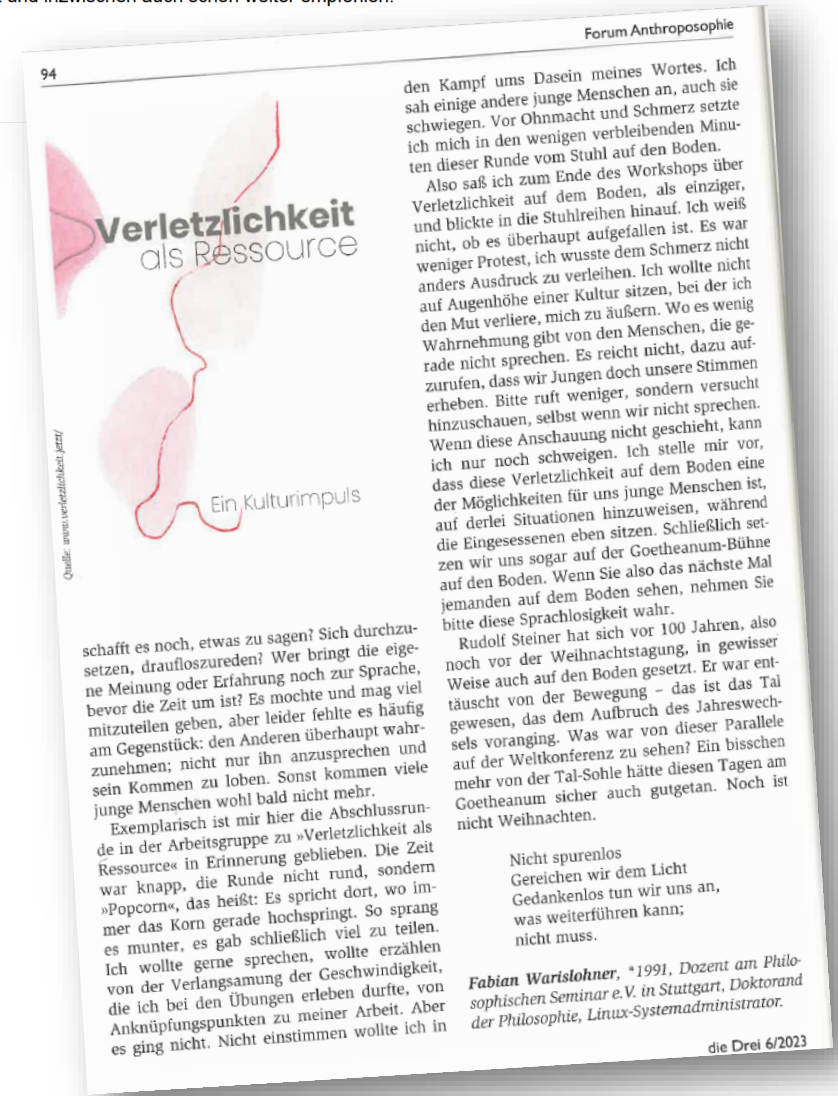 und inzwischen auch schon weiter empfohlen!
94
Forum Anthroposophie
Verletzlichkeit
als Ressource
Ein Kulturimpuls
Quelle: www.verletzlichkeit.jetzt/
schafft es noch, etwas zu sagen? Sich durchzu-
setzen, draufloszureden? Wer bringt die eige-
ne Meinung oder Erfahrung noch zur Sprache,
bevor die Zeit um ist? Es mochte und mag viel
mitzuteilen geben, aber leider fehlte es häufig
am Gegenstück: den Anderen überhaupt wahr-
zunehmen; nicht nur ihn anzusprechen und
sein Kommen zu loben. Sonst kommen viele
junge Menschen wohl bald nicht mehr.
Exemplarisch ist mir hier die Abschlussrun-
de in der Arbeitsgruppe zu »Verletzlichkeit als
Ressource« in Erinnerung geblieben. Die Zeit
war knapp, die Runde nicht rund, sondern
»Popcorn«, das heißt: Es spricht dort, wo im-
mer das Korn gerade hochspringt. So sprang
es munter, es gab schließlich viel zu teilen.
Ich wollte gerne sprechen, wollte erzählen
von der Verlangsamung der Geschwindigkeit,
die ich bei den Übungen erleben durfte, von
Anknüpfungspunkten zu meiner Arbeit. Aber
es ging nicht. Nicht einstimmen wollte ich in
den Kampf ums Dasein meines Wortes. Ich
sah einige andere junge Menschen an, auch sie
schwiegen. Vor Ohnmacht und Schmerz setzte
ich mich in den wenigen verbleibenden Minu-
ten dieser Runde vom Stuhl auf den Boden.
Also saß ich zum Ende des Workshops über
Verletzlichkeit auf dem Boden, als einziger,
und blickte in die Stuhlreihen hinauf. Ich weiß
nicht, ob es überhaupt aufgefallen ist. Es war
weniger Protest, ich wusste dem Schmerz nicht
anders Ausdruck zu verleihen. Ich wollte nicht
auf Augenhöhe einer Kultur sitzen, bei der ich
den Mut verliere, mich zu äußern. Wo es wenig
Wahrnehmung gibt von den Menschen, die ge-
rade nicht sprechen. Es reicht nicht, dazu auf-
zurufen, dass wir Jungen doch unsere Stimmen
erheben. Bitte ruft weniger, sondern versucht
hinzuschauen, selbst wenn wir nicht sprechen.
Wenn diese Anschauung nicht geschieht, kann
ich nur noch schweigen. Ich stelle mir vor,
dass diese Verletzlichkeit auf dem Boden eine
der Möglichkeiten für uns junge Menschen ist,
auf derlei Situationen hinzuweisen, während
die Eingesessenen eben sitzen. Schließlich set-
zen wir uns sogar auf der Goetheanum-Bühne
auf den Boden. Wenn Sie also das nächste Mal
jemanden auf dem Boden sehen, nehmen Sie
bitte diese Sprachlosigkeit wahr.
Rudolf Steiner hat sich vor 100 Jahren, also
noch vor der Weihnachtstagung, in gewisser
Weise auch auf den Boden gesetzt. Er war ent-
täuscht von der Bewegung – das ist das Tal
gewesen, das dem Aufbruch des Jahreswech-
sels voranging. Was war von dieser Parallele
auf der Weltkonferenz zu sehen? Ein bisschen
mehr von der Tal-Sohle hätte diesen Tagen am
Goetheanum sicher auch gutgetan. Noch ist
nicht Weihnachten.
Nicht spurenlos
Gereichen wir dem Licht
Gedankenlos tun wir uns an,
was weiterführen kann;
nicht muss.
Fabian Warislohner, *1991, Dozent am Philo-
sophischen Seminar e.V. in Stuttgart, Doktorand
der Philosophie, Linux-Systemadministrator.
die Drei 6/2023